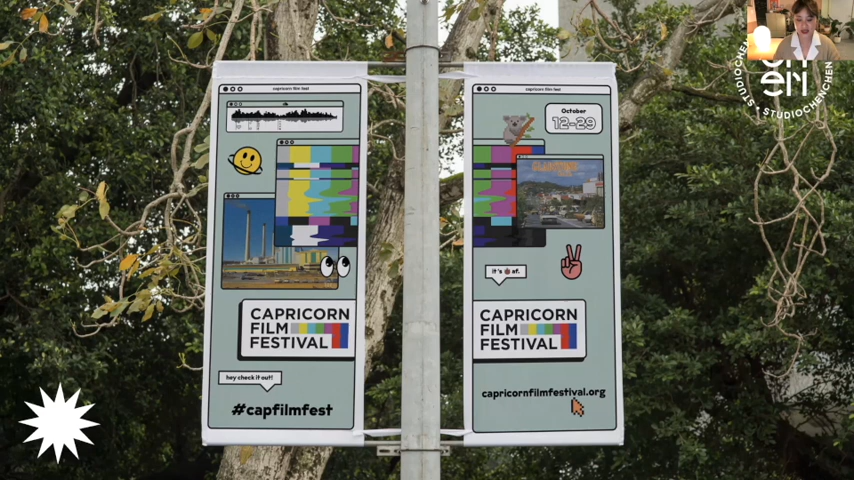 capricorn film fest
CAPRICORN
FILM
FESTIVAL
hey check it out!
#capfilmfest
capricorn film fest
October
12-29
it's af.
CAPRICORN
FILM
FESTIVAL
capricornfilmfestival.org
STUDIOCHENCHEN